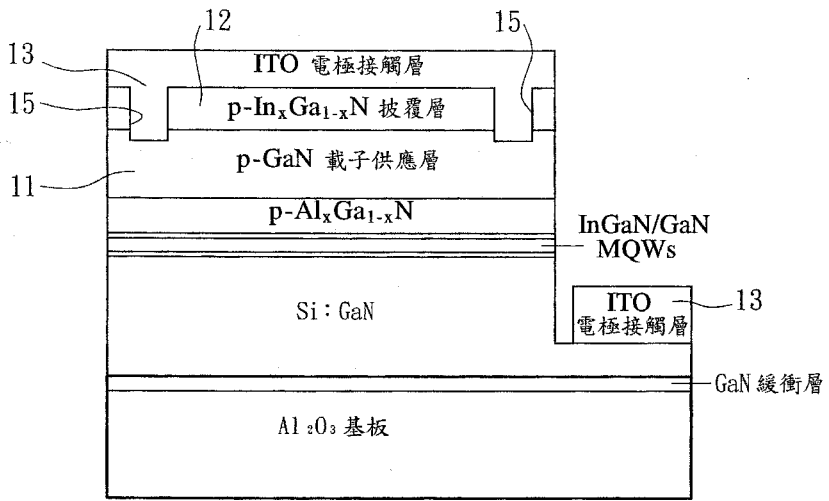 12
15
13
ITO 電極接觸層
15
p-InₓGa₁₋ₓN 披覆層
p-GaN 載子供應層
11
p-AlₓGa₁₋ₓN
InGaN/GaN
MQWs
Si：GaN
ITO
電極接觸層
13
GaN 緩衝層
Al₂O₃ 基板